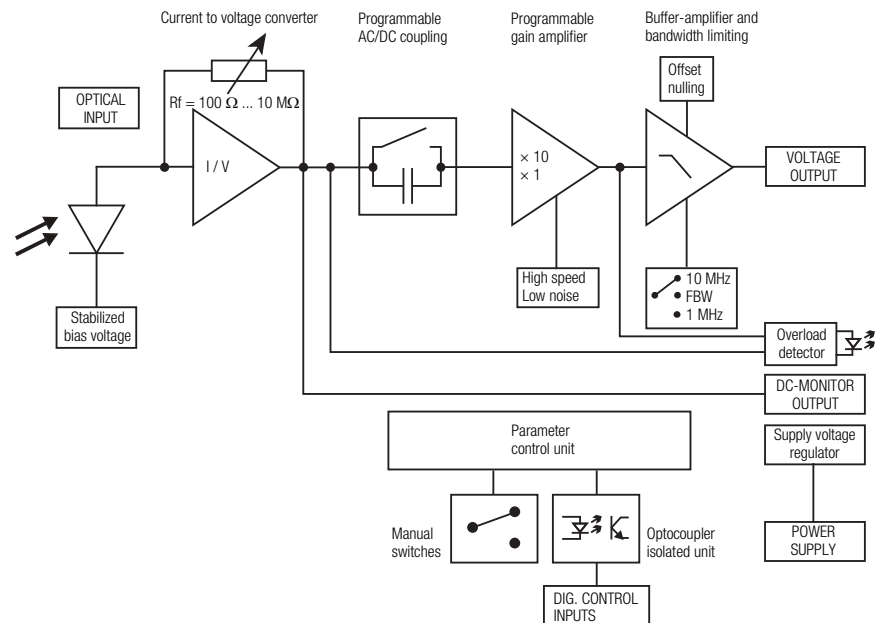 Current to voltage converter
Programmable
AC/DC coupling
Programmable
gain amplifier
Buffer-amplifier and
bandwidth limiting
OPTICAL
INPUT
Rf = 100 Ω ... 10 MΩ
I / V
× 10
× 1
Offset
nulling
VOLTAGE
OUTPUT
Stabilized
bias voltage
High speed
Low noise
10 MHz
FBW
1 MHz
Overload
detector
DC-MONITOR
OUTPUT
Parameter
control unit
Supply voltage
regulator
Manual
switches
Optocoupler
isolated unit
POWER
SUPPLY
DIG. CONTROL
INPUTS